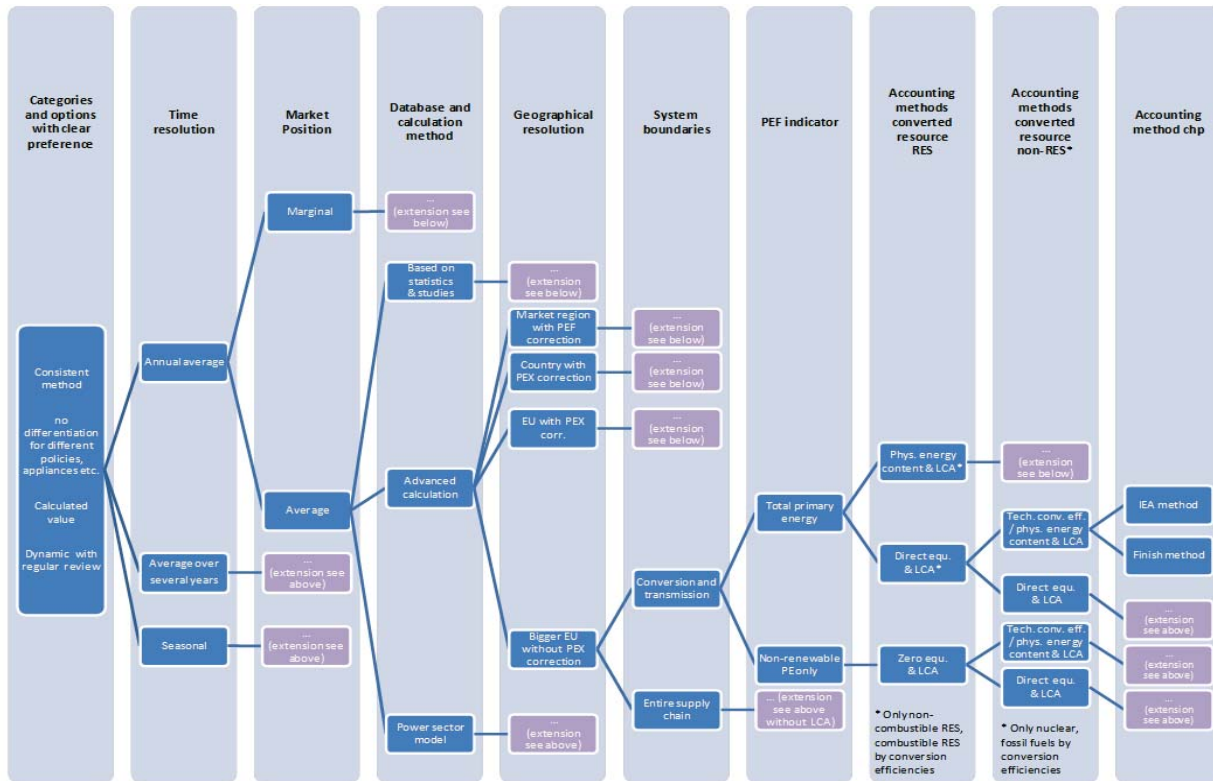 Categories
and options
with clear
preference
Time
resolution
Market
Position
Database and
calculation
method
Geographical
resolution
System
boundaries
PEF indicator
Accounting
methods
converted
resource
RES
Accounting
methods
converted
resource
non-RES*
Accounting
method chp
Consistent
method
no
differentiation
for different
policies,
appliances etc.
Calculated
value
Dynamic with
regular review
Annual average
Average over
several years
Seasonal
Marginal
Average
...
(extension see
above)
...
(extension see
above)
...
(extension see
below)
Based on
statistics
& studies
Advanced
calculation
Power sector
model
...
(extension
see below)
Market region
with PEF
correction
Country with
PEX correction
EU with PEX
corr.
Bigger EU
without PEX
correction
...
(extension
see above)
...
(extension
see below)
...
(extension
see below)
...
(extension
see below)
Conversion and
transmission
Entire supply
chain
Total primary
energy
Non-renewable
PE only
... (extension
see above
without LCA)
Phys. energy
content & LCA*
Direct equ.
& LCA*
Zero equ.
& LCA
* Only non-
combustible RES,
combustible RES
by conversion
efficiencies
...
(extension
see below)
Tech. conv. eff.
/ phys. energy
content & LCA
Direct equ.
& LCA
Tech. conv. eff.
/ phys. energy
content & LCA
Direct equ.
& LCA
* Only nuclear,
fossil fuels by
conversion
efficiencies
IEA method
Finish method
...
(extension
see above)
...
(extension
see above)
...
(extension
see above)